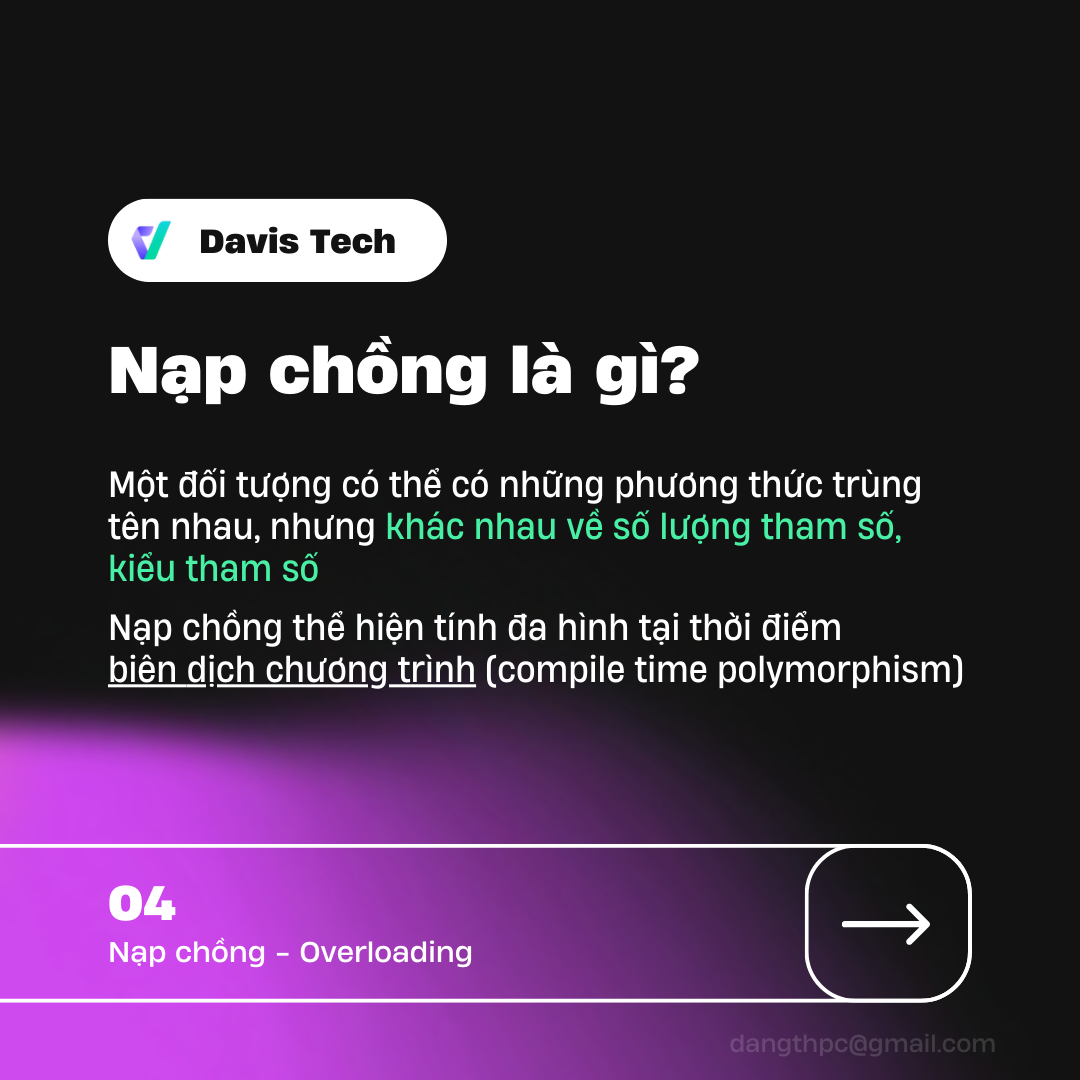 Davis Tech
Nạp chồng là gì?
Một đối tượng có thể có những phương thức trùng
tên nhau, nhưng khác nhau về số lượng tham số,
kiểu tham số
Nạp chồng thể hiện tính đa hình tại thời điểm
biên dịch chương trình (compile time polymorphism)
04
Nạp chồng - Overloading
dangthpc@gmail.com